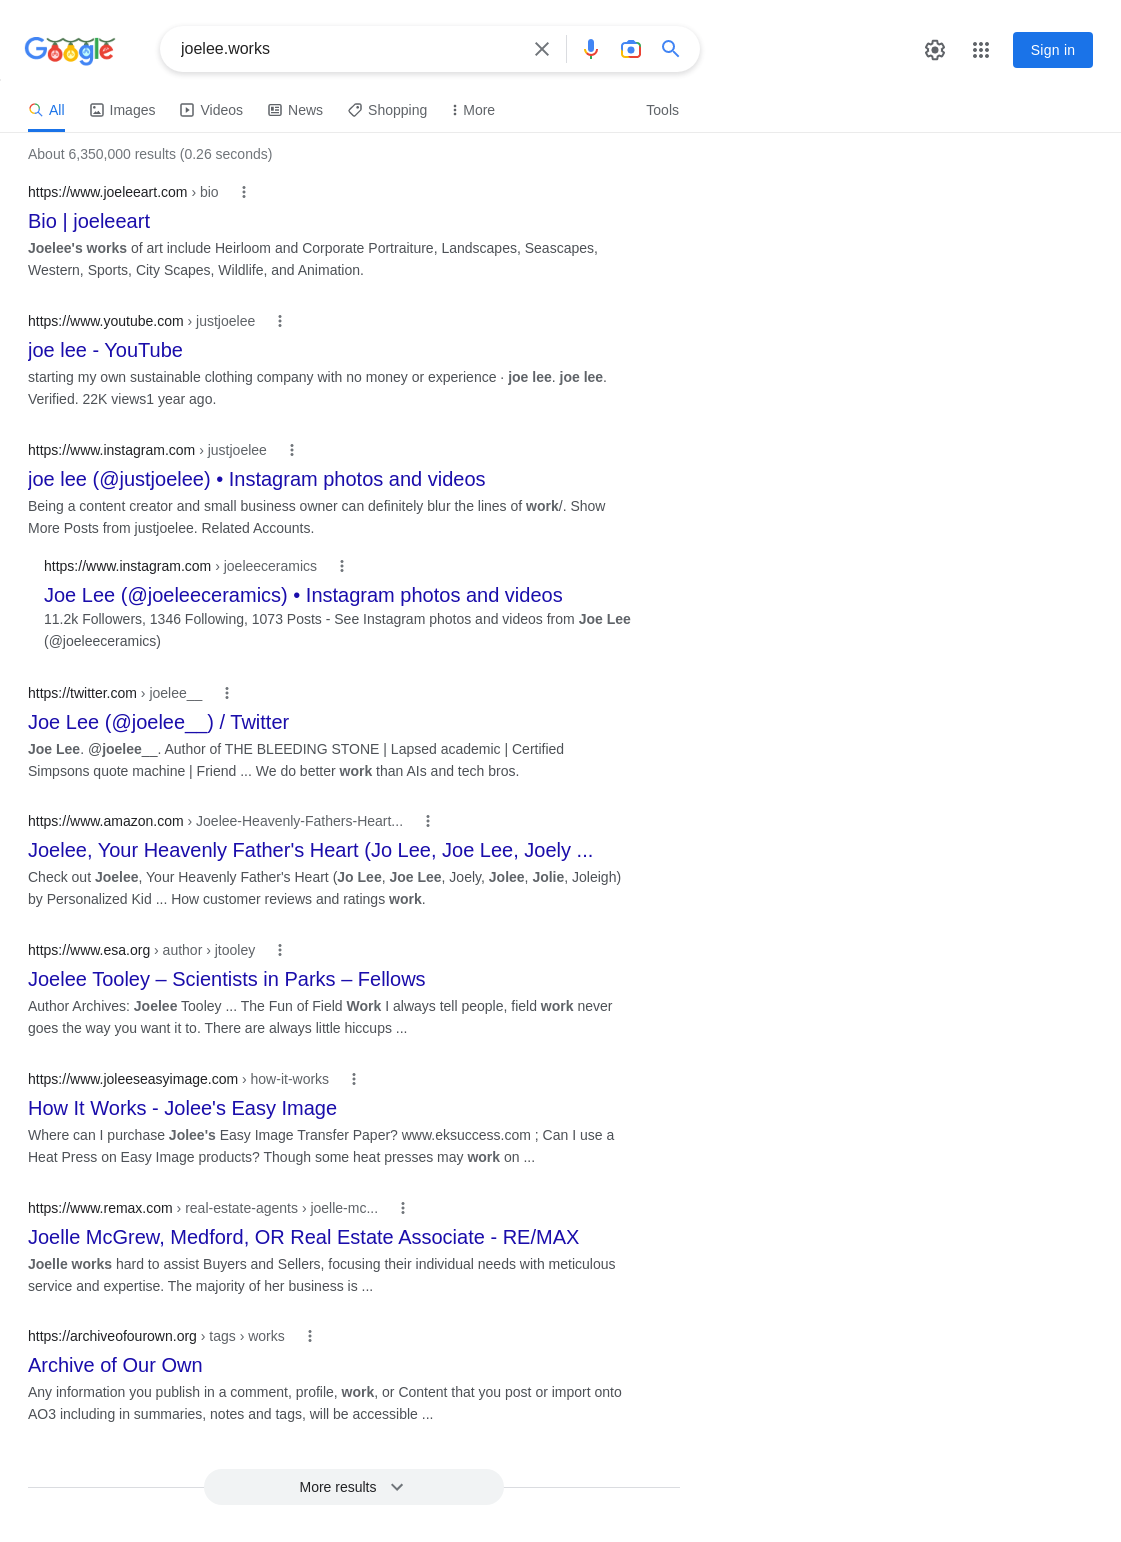 Google
joelee.works
Sign in
All
Images
Videos
News
Shopping
More
Tools
About 6,350,000 results (0.26 seconds)
https://www.joeleeart.com › bio
Bio | joeleeart
Joelee's works of art include Heirloom and Corporate Portraiture, Landscapes, Seascapes,
Western, Sports, City Scapes, Wildlife, and Animation.
https://www.youtube.com › justjoelee
joe lee - YouTube
starting my own sustainable clothing company with no money or experience · joe lee. joe lee.
Verified. 22K views1 year ago.
https://www.instagram.com › justjoelee
joe lee (@justjoelee) • Instagram photos and videos
Being a content creator and small business owner can definitely blur the lines of work/. Show
More Posts from justjoelee. Related Accounts.
https://www.instagram.com › joeleeceramics
Joe Lee (@joeleeceramics) • Instagram photos and videos
11.2k Followers, 1346 Following, 1073 Posts - See Instagram photos and videos from Joe Lee
(@joeleeceramics)
https://twitter.com › joelee__
Joe Lee (@joelee__) / Twitter
Joe Lee. @joelee__. Author of THE BLEEDING STONE | Lapsed academic | Certified
Simpsons quote machine | Friend ... We do better work than AIs and tech bros.
https://www.amazon.com › Joelee-Heavenly-Fathers-Heart...
Joelee, Your Heavenly Father's Heart (Jo Lee, Joe Lee, Joely ...
Check out Joelee, Your Heavenly Father's Heart (Jo Lee, Joe Lee, Joely, Jolee, Jolie, Joleigh)
by Personalized Kid ... How customer reviews and ratings work.
https://www.esa.org › author › jtooley
Joelee Tooley – Scientists in Parks – Fellows
Author Archives: Joelee Tooley ... The Fun of Field Work I always tell people, field work never
goes the way you want it to. There are always little hiccups ...
https://www.joleeseasyimage.com › how-it-works
How It Works - Jolee's Easy Image
Where can I purchase Jolee's Easy Image Transfer Paper? www.eksuccess.com ; Can I use a
Heat Press on Easy Image products? Though some heat presses may work on ...
https://www.remax.com › real-estate-agents › joelle-mc...
Joelle McGrew, Medford, OR Real Estate Associate - RE/MAX
Joelle works hard to assist Buyers and Sellers, focusing their individual needs with meticulous
service and expertise. The majority of her business is ...
https://archiveofourown.org › tags › works
Archive of Our Own
Any information you publish in a comment, profile, work, or Content that you post or import onto
AO3 including in summaries, notes and tags, will be accessible ...
More results